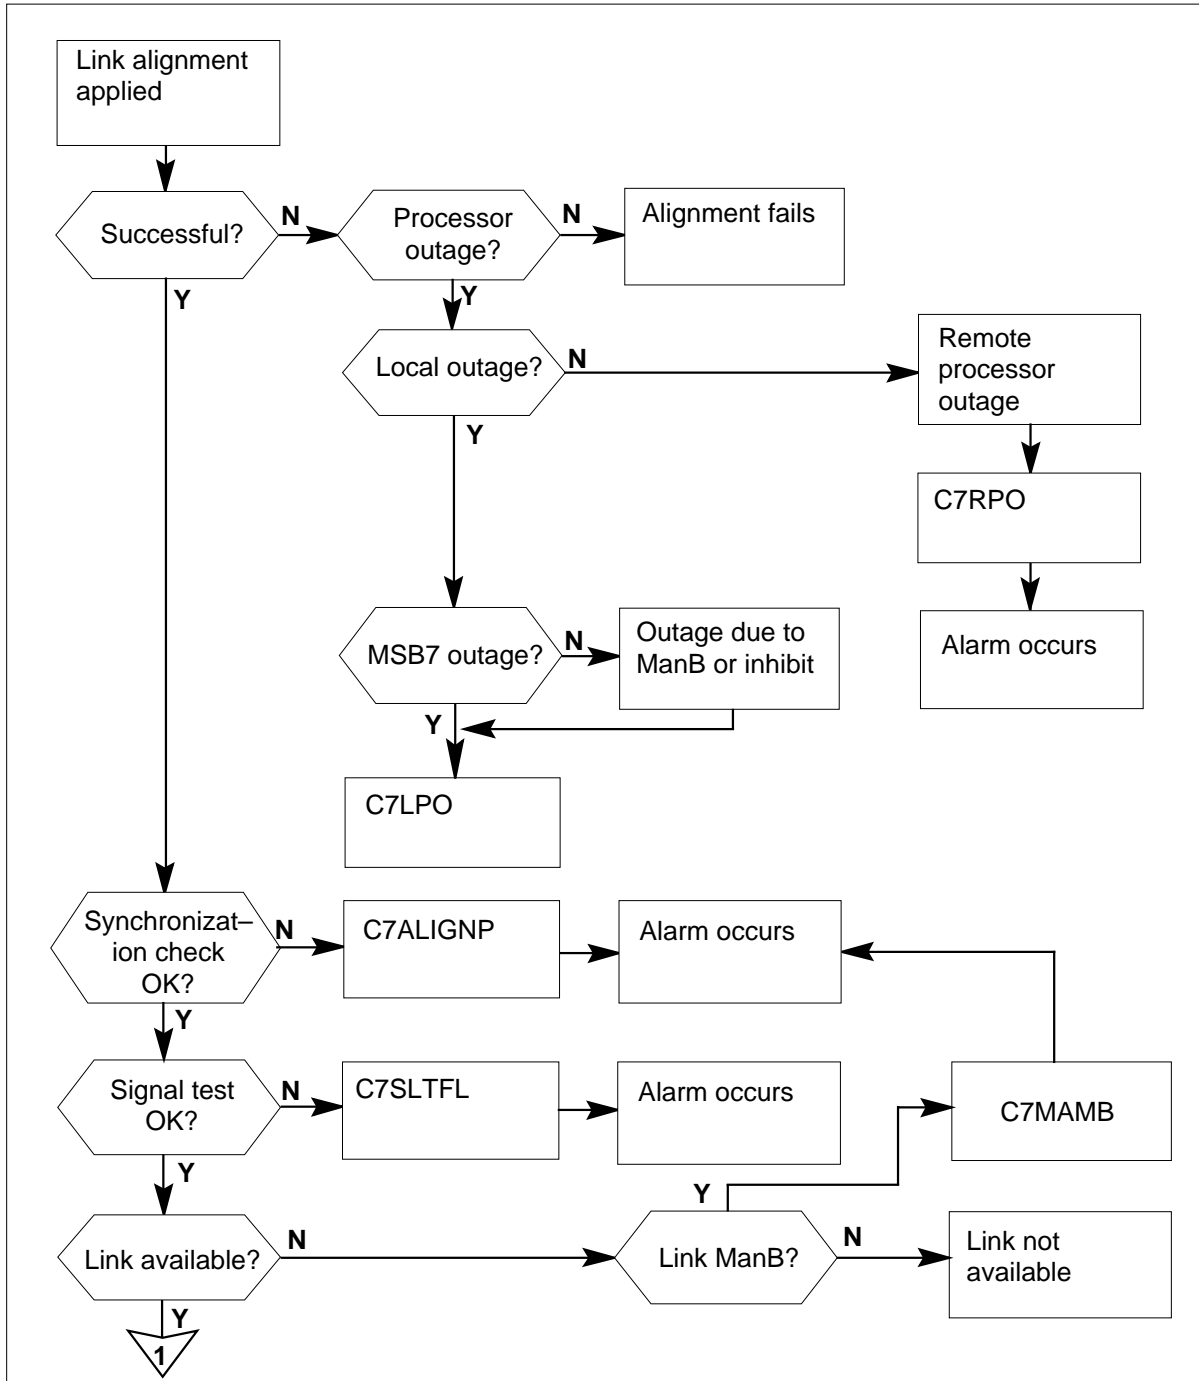 Link alignment
applied
Successful?
N
Processor
outage?
N
Alignment fails
Y
Y
Local outage?
N
Remote
processor
outage
Y
C7RPO
Alarm occurs
MSB7 outage?
N
Outage due to
ManB or inhibit
Y
C7LPO
Synchronizat–
ion check
OK?
N
C7ALIGNP
Alarm occurs
Y
Signal test
OK?
N
C7SLTFL
Alarm occurs
C7MAMB
Y
Y
Link available?
N
Link ManB?
N
Link not
available
Y
1